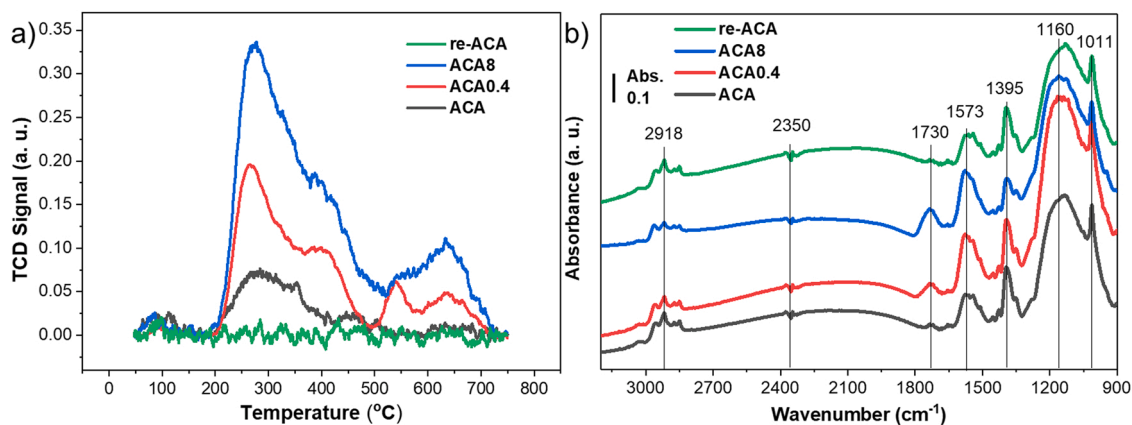 a)
re-ACA
ACA8
ACA0.4
ACA
TCD Signal (a. u.)
0.35
0.30
0.25
0.20
0.15
0.10
0.05
0.00
0 100 200 300 400 500 600 700 800
Temperature (oC)
b)
re-ACA
ACA8
ACA0.4
ACA
Abs.
0.1
2918
2350
1730
1573
1395
1160
1011
Absorbance (a. u.)
3000 2700 2400 2100 1800 1500 1200 900
Wavenumber (cm-1)